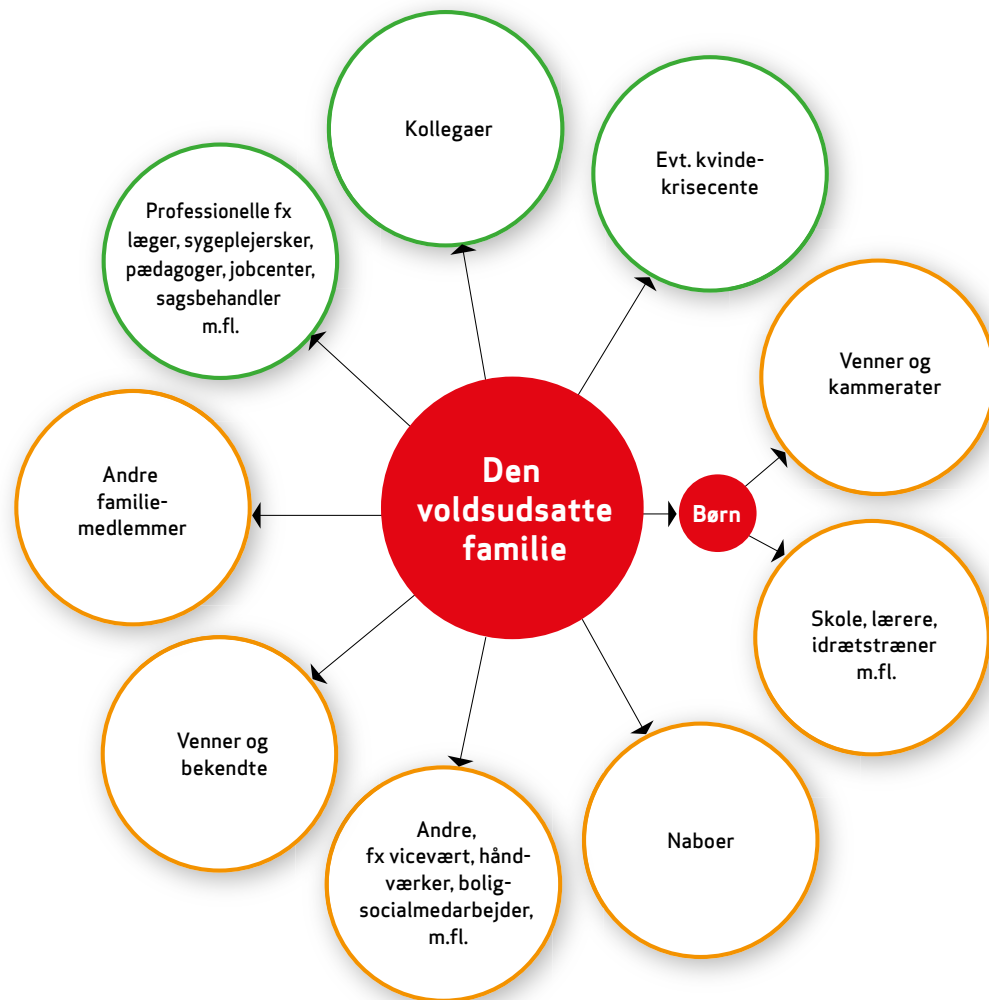 Kollegaer
Evt. kvinde-
krisecente
Professionelle fx
læger, sygeplejersker,
pædagoger, jobcenter,
sagsbehandler
m.fl.
Venner og
kammerater
Andre
familie-
medlemmer
Den
voldsudsatte
familie
Børn
Skole, lærere,
idrætstræner
m.fl.
Venner og
bekendte
Andre,
fx vicevært, hånd-
værker, bolig-
socialmedarbejder,
m.fl.
Naboer